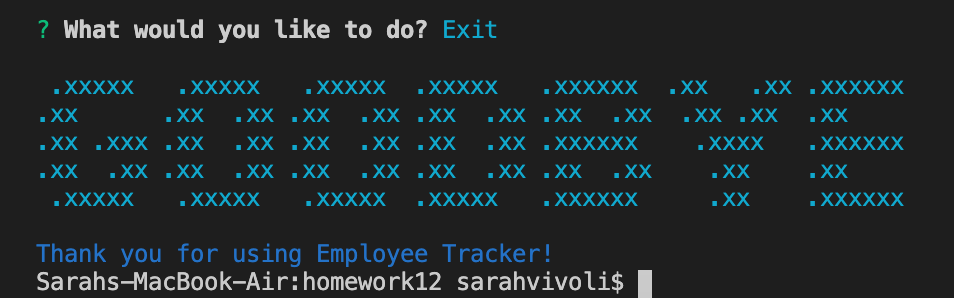 ? What would you like to do? Exit
 .xxxxx   .xxxxx   .xxxxx  .xxxxx   .xxxxxx  .xx   .xx .xxxxxx
.xx      .xx  .xx .xx  .xx .xx  .xx .xx  .xx  .xx .xx  .xx
.xx .xxx .xx  .xx .xx  .xx .xx  .xx .xxxxxx    .xxxx   .xxxxxx
.xx  .xx .xx  .xx .xx  .xx .xx  .xx .xx  .xx    .xx    .xx
 .xxxxx   .xxxxx   .xxxxx  .xxxxx   .xxxxxx     .xx    .xxxxxx
Thank you for using Employee Tracker!
Sarahs-MacBook-Air:homework12 sarahvivoli$